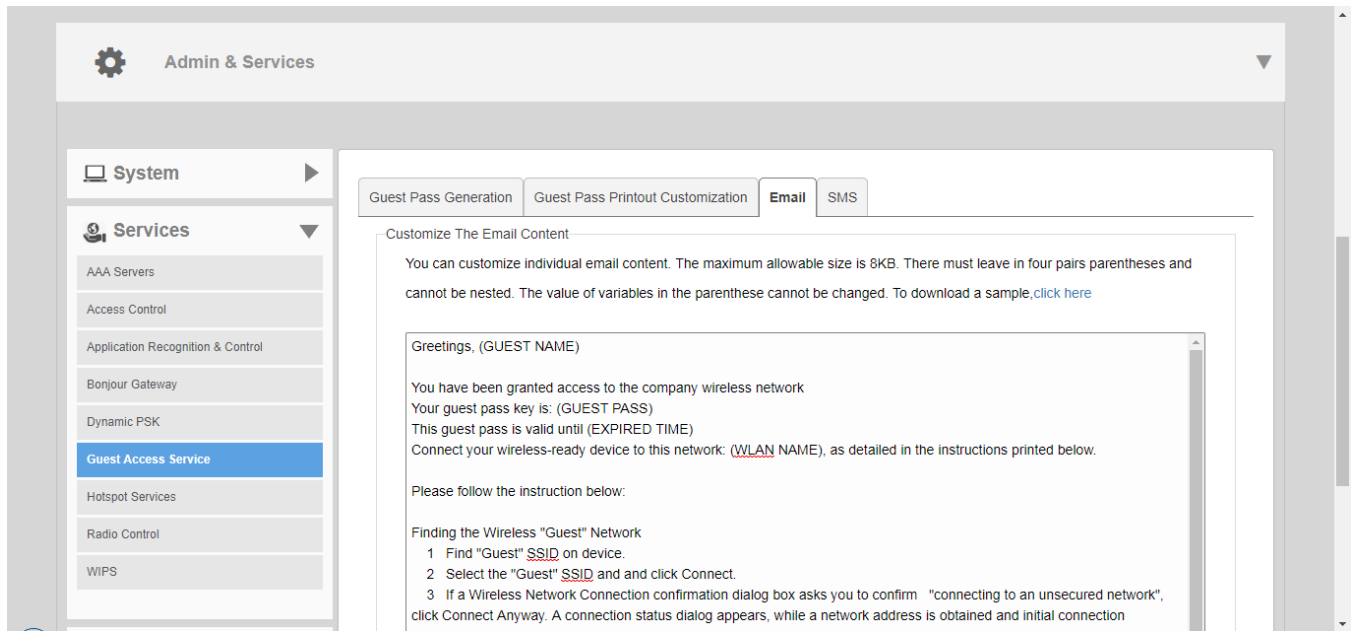 Admin & Services
System
Services
AAA Servers
Access Control
Application Recognition & Control
Bonjour Gateway
Dynamic PSK
Guest Access Service
Hotspot Services
Radio Control
WIPS
Guest Pass Generation
Guest Pass Printout Customization
Email
SMS
Customize The Email Content
You can customize individual email content. The maximum allowable size is 8KB. There must leave in four pairs parentheses and
cannot be nested. The value of variables in the parenthese cannot be changed. To download a sample,click here
Greetings, (GUEST NAME)
You have been granted access to the company wireless network
Your guest pass key is: (GUEST PASS)
This guest pass is valid until (EXPIRED TIME)
Connect your wireless-ready device to this network: (WLAN NAME), as detailed in the instructions printed below.
Please follow the instruction below:
Finding the Wireless "Guest" Network
1 Find "Guest" SSID on device.
2 Select the "Guest" SSID and and click Connect.
3 If a Wireless Network Connection confirmation dialog box asks you to confirm "connecting to an unsecured network",
click Connect Anyway. A connection status dialog appears, while a network address is obtained and initial connection